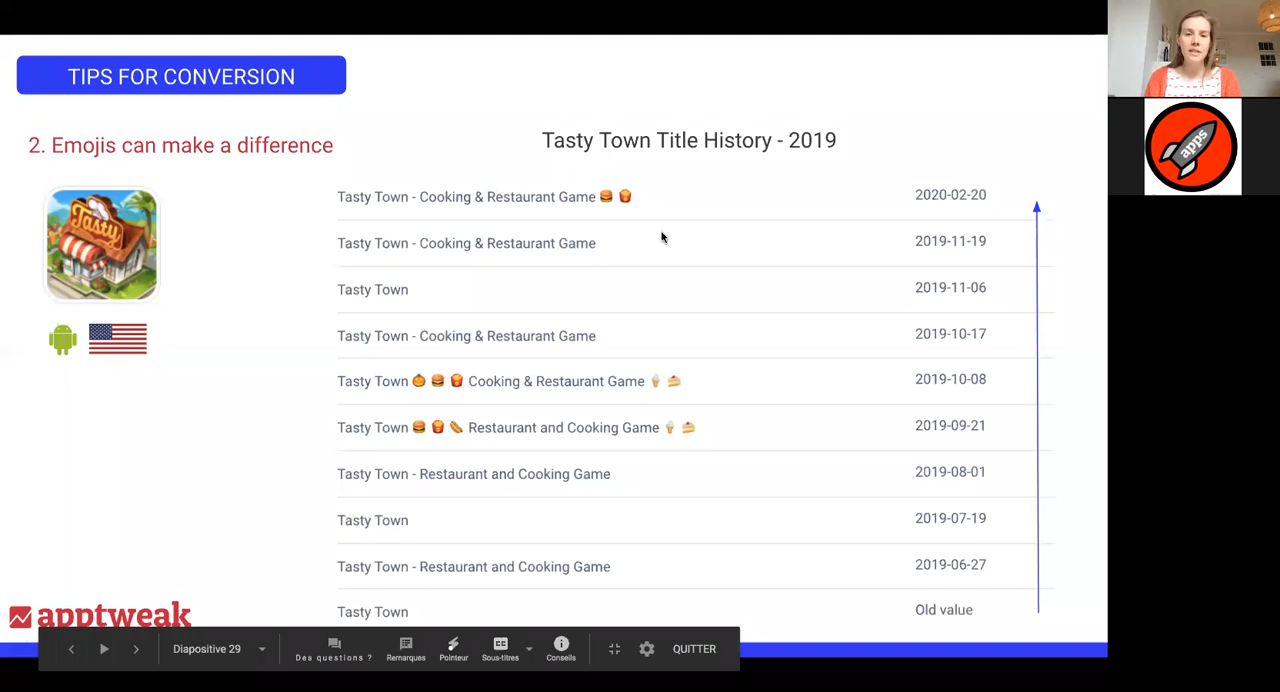 TIPS FOR CONVERSION
2. Emojis can make a difference
Tasty Town Title History - 2019
Tasty
Tasty Town - Cooking & Restaurant Game 🍔 🍟 2020-02-20
Tasty Town - Cooking & Restaurant Game 2019-11-19
Tasty Town 2019-11-06
Tasty Town - Cooking & Restaurant Game 2019-10-17
Tasty Town 🎃 🍔 🍟 Cooking & Restaurant Game 🍦 🍰 2019-10-08
Tasty Town 🍔 🍟 🌭 Restaurant and Cooking Game 🍦 🍰 2019-09-21
Tasty Town - Restaurant and Cooking Game 2019-08-01
Tasty Town 2019-07-19
Tasty Town - Restaurant and Cooking Game 2019-06-27
Tasty Town Old value
apptweak
Diapositive 29
Des questions ?
Remarques
Pointeur
CC
Sous-titres
Conseils
QUITTER
apps